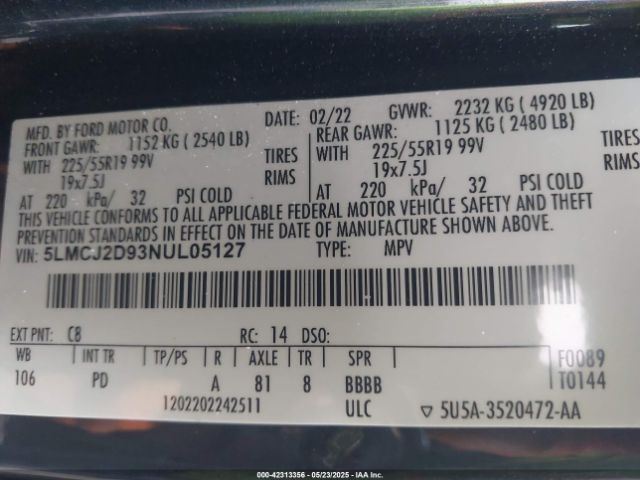 MFD. BY FORD MOTOR CO. DATE: 02/22 GVWR: 2232 KG ( 4920 LB)
FRONT GAWR: 1152 KG ( 2540 LB) REAR GAWR: 1125 KG ( 2480 LB)
WITH 225/55R19 99V TIRES WITH 225/55R19 99V TIRES
19x7.5J RIMS 19x7.5J RIMS
AT 220 kPa/ 32 PSI COLD AT 220 kPa/ 32 PSI COLD
THIS VEHICLE CONFORMS TO ALL APPLICABLE FEDERAL MOTOR VEHICLE SAFETY AND THEFT
PREVENTION STANDARDS IN EFFECT ON THE DATE OF MANUFACTURE SHOWN ABOVE.
VIN: 5LMCJ2D93NUL05127 TYPE: MPV
EXT PNT: C8 RC: 14 DSO:
WB INT TR TP/PS R AXLE TR SPR F0089
106 PD A 81 8 BBBB T0144
1202202242511 ULC ▽ 5U5A-3520472-AA
000-42313356 - 05/23/2025 - IAA Inc.